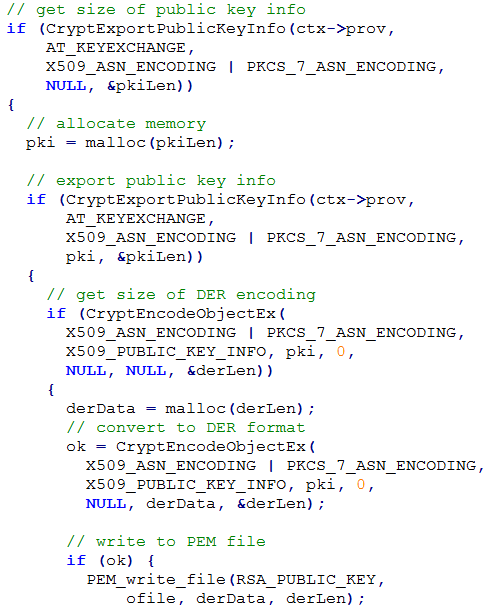 // get size of public key info
if (CryptExportPublicKeyInfo(ctx->prov,
    AT_KEYEXCHANGE,
    X509_ASN_ENCODING | PKCS_7_ASN_ENCODING,
    NULL, &pkiLen))
{
  // allocate memory
  pki = malloc(pkiLen);

  // export public key info
  if (CryptExportPublicKeyInfo(ctx->prov,
      AT_KEYEXCHANGE,
      X509_ASN_ENCODING | PKCS_7_ASN_ENCODING,
      pki, &pkiLen))
  {
    // get size of DER encoding
    if (CryptEncodeObjectEx(
      X509_ASN_ENCODING | PKCS_7_ASN_ENCODING,
      X509_PUBLIC_KEY_INFO, pki, 0,
      NULL, NULL, &derLen))
    {
      derData = malloc(derLen);
      // convert to DER format
      ok = CryptEncodeObjectEx(
        X509_ASN_ENCODING | PKCS_7_ASN_ENCODING,
        X509_PUBLIC_KEY_INFO, pki, 0,
        NULL, derData, &derLen);

      // write to PEM file
      if (ok) {
        PEM_write_file(RSA_PUBLIC_KEY,
            ofile, derData, derLen);